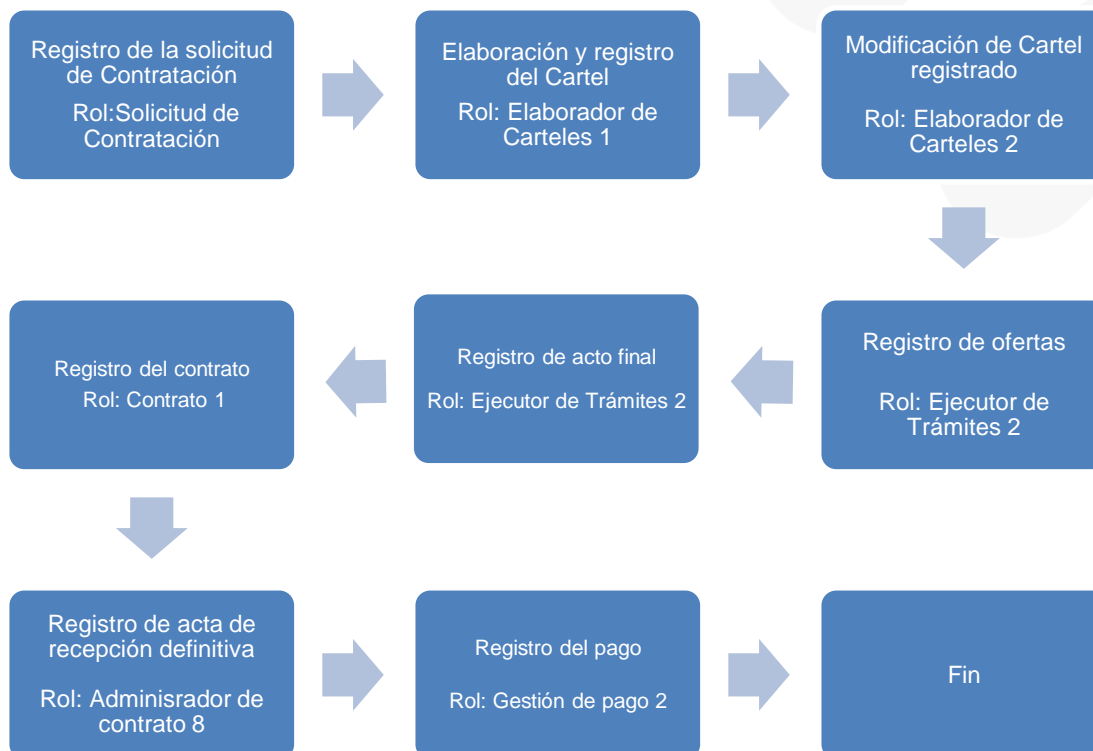 Registro de la solicitud
de Contratación
Rol:Solicitud de
Contratación
Elaboración y registro
del Cartel
Rol: Elaborador de
Carteles 1
Modificación de Cartel
registrado
Rol: Elaborador de
Carteles 2
Registro de ofertas
Rol: Ejecutor de
Trámites 2
Registro de acto final
Rol: Ejecutor de Trámites 2
Registro del contrato
Rol: Contrato 1
Registro de acta de
recepción definitiva
Rol: Adminisrador de
contrato 8
Registro del pago
Rol: Gestión de pago 2
Fin